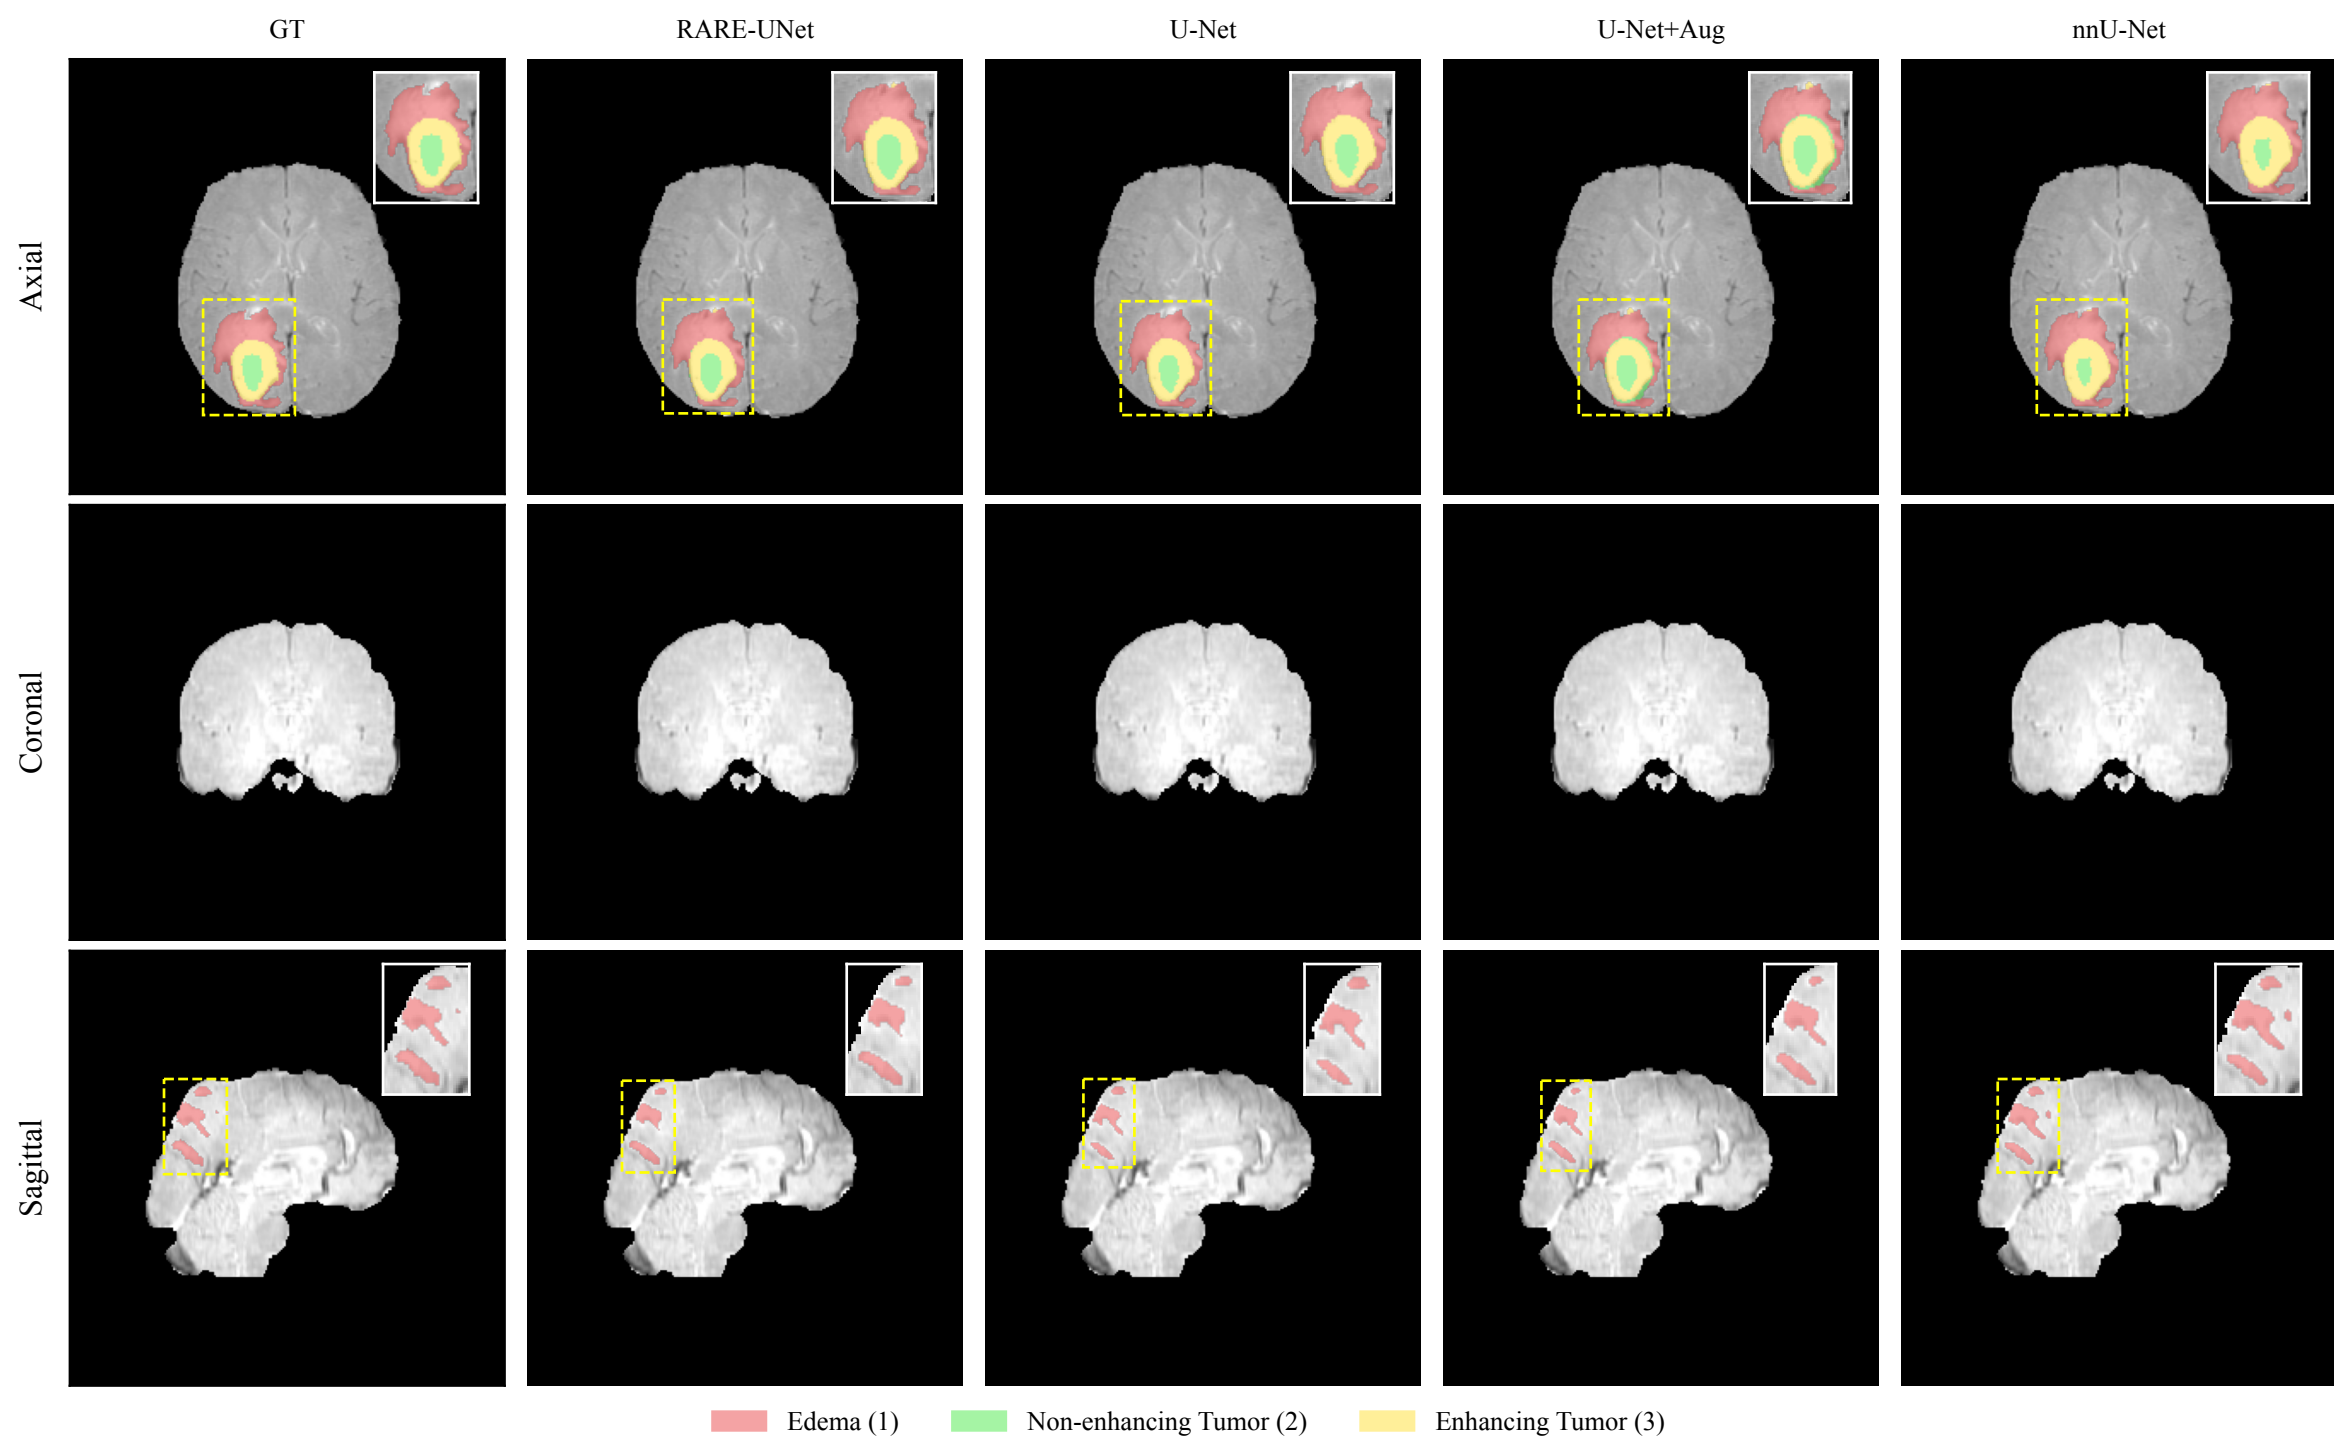 GT RARE-UNet U-Net U-Net+Aug nnU-Net
Axial
Coronal
Sagittal
Edema (1) Non-enhancing Tumor (2) Enhancing Tumor (3)